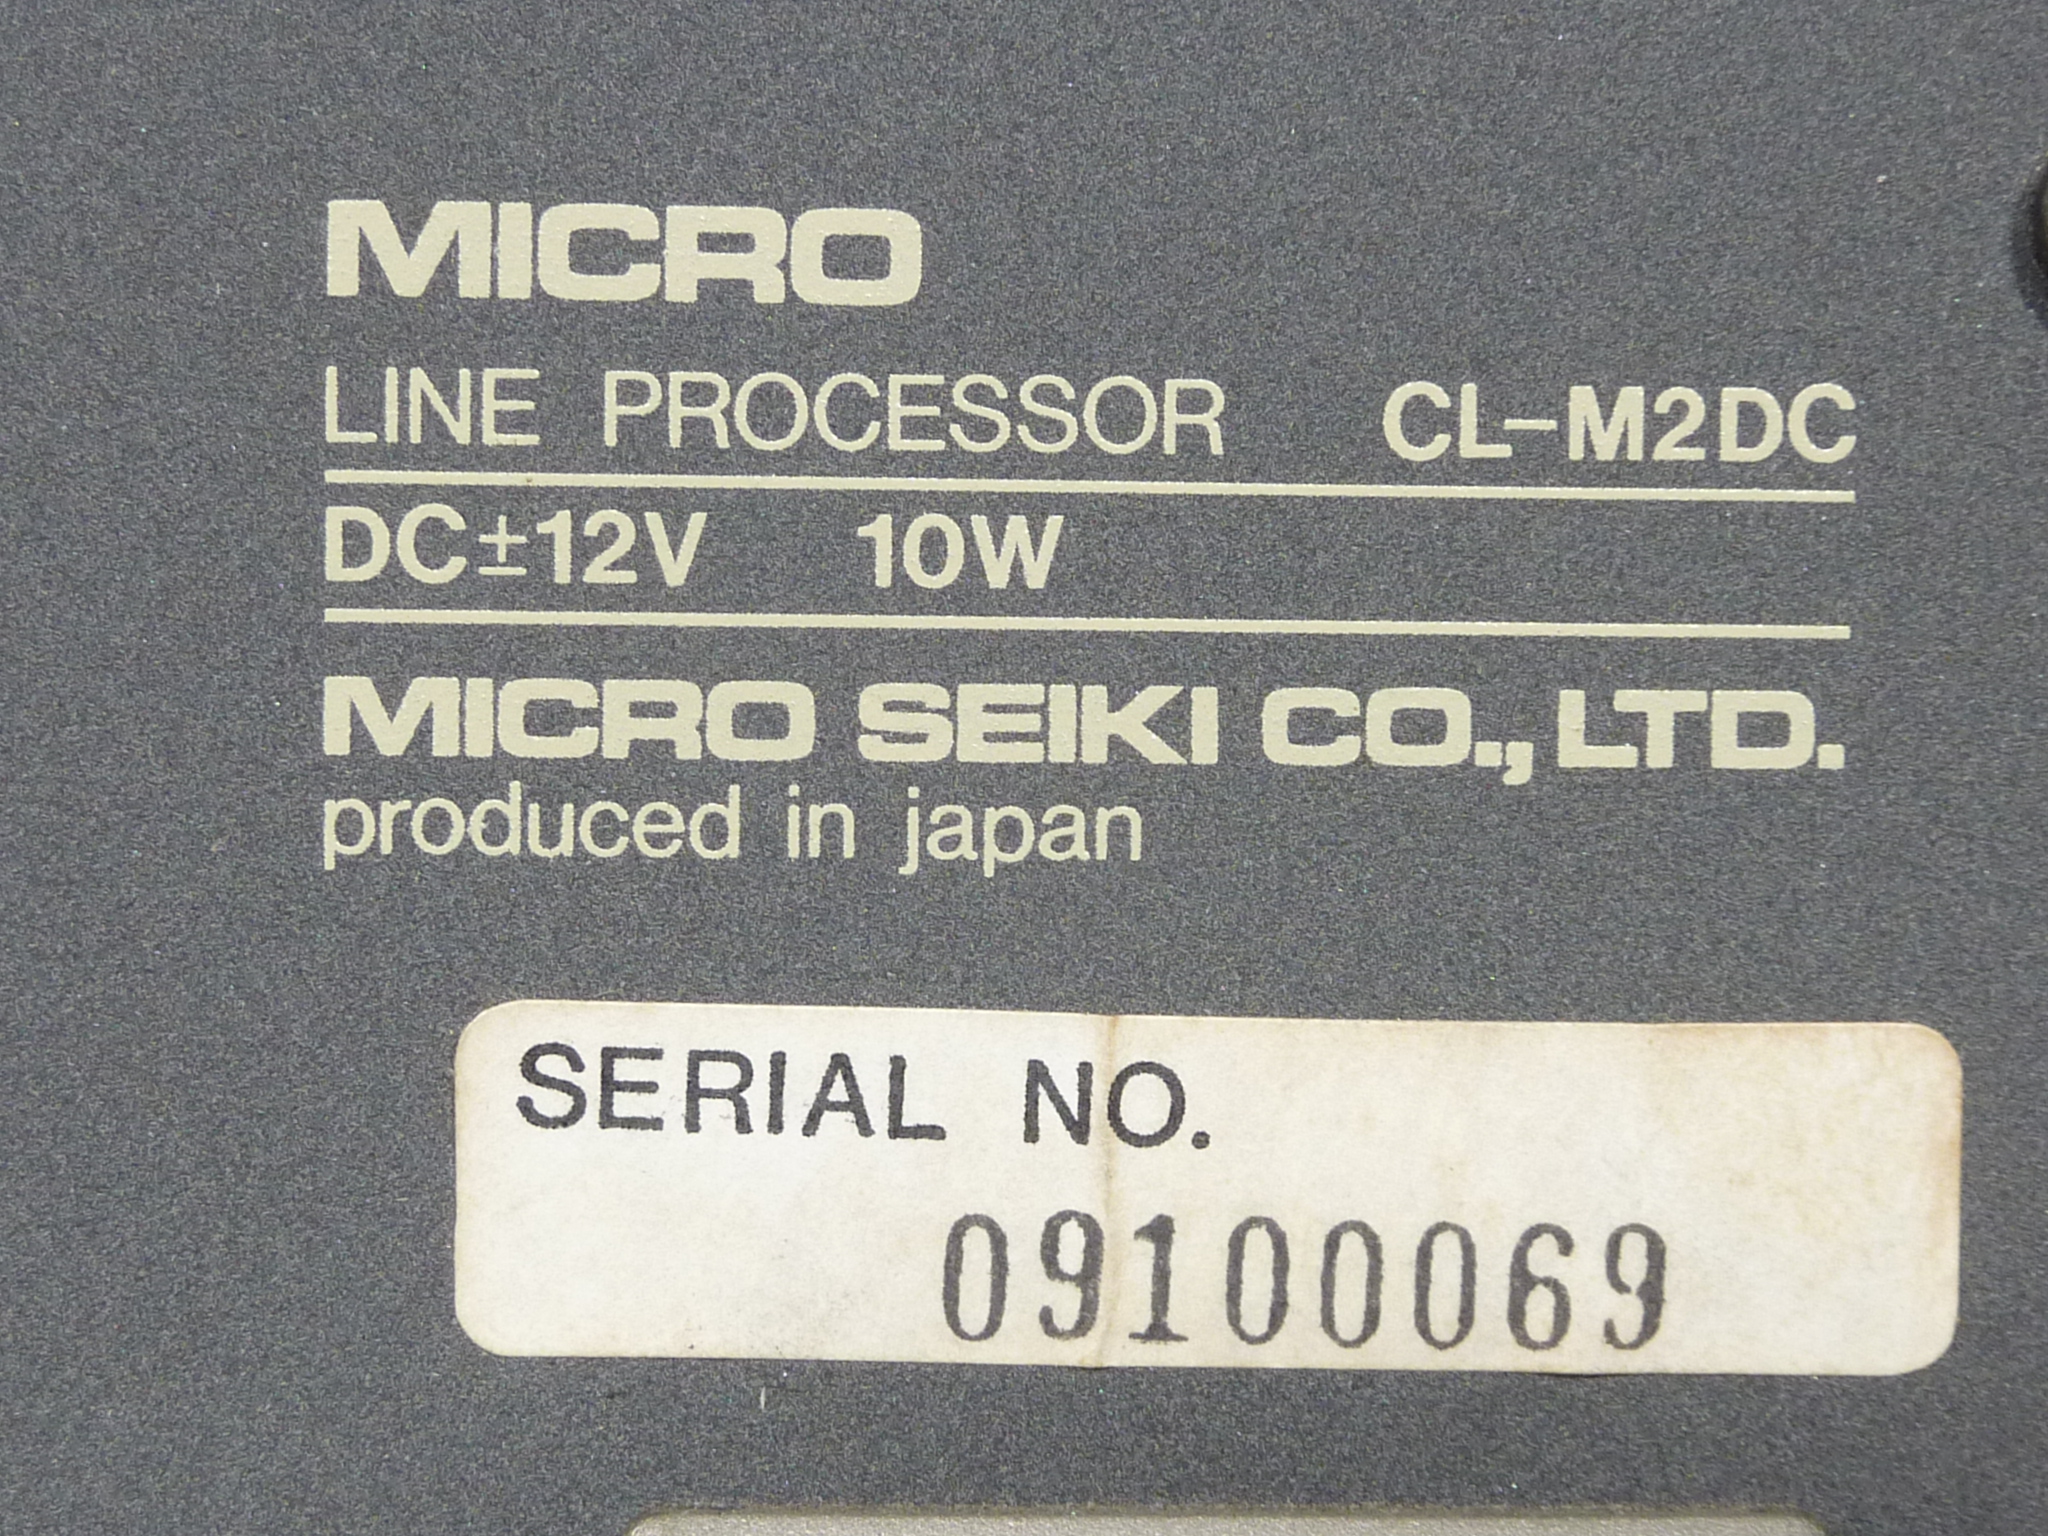 MICRO
LINE PROCESSOR CL-M2DC
DC±12V 10W
MICRO SEIKI CO., LTD.
produced in japan
SERIAL NO.
09100069